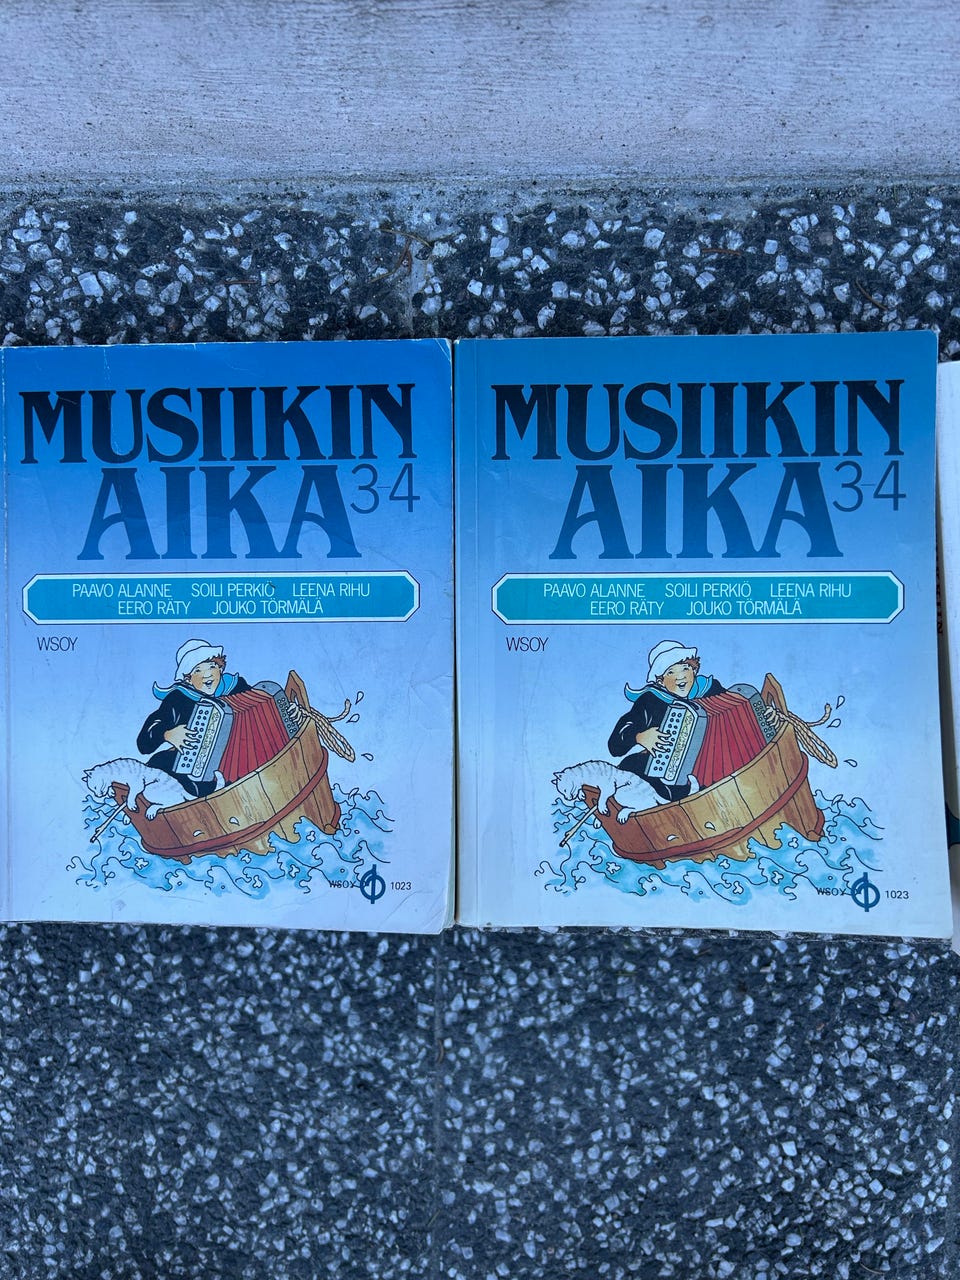 MUSIIKIN
AIKA 3-4
PAAVO ALANNE SOILI PERKIÖ LEENA RIHU
EERO RÄTY JOUKO TÖRMÄLÄ
WSOY
WSOY 1023
MUSIIKIN
AIKA 3-4
PAAVO ALANNE SOILI PERKIÖ LEENA RIHU
EERO RÄTY JOUKO TÖRMÄLÄ
WSOY
WSOY 1023